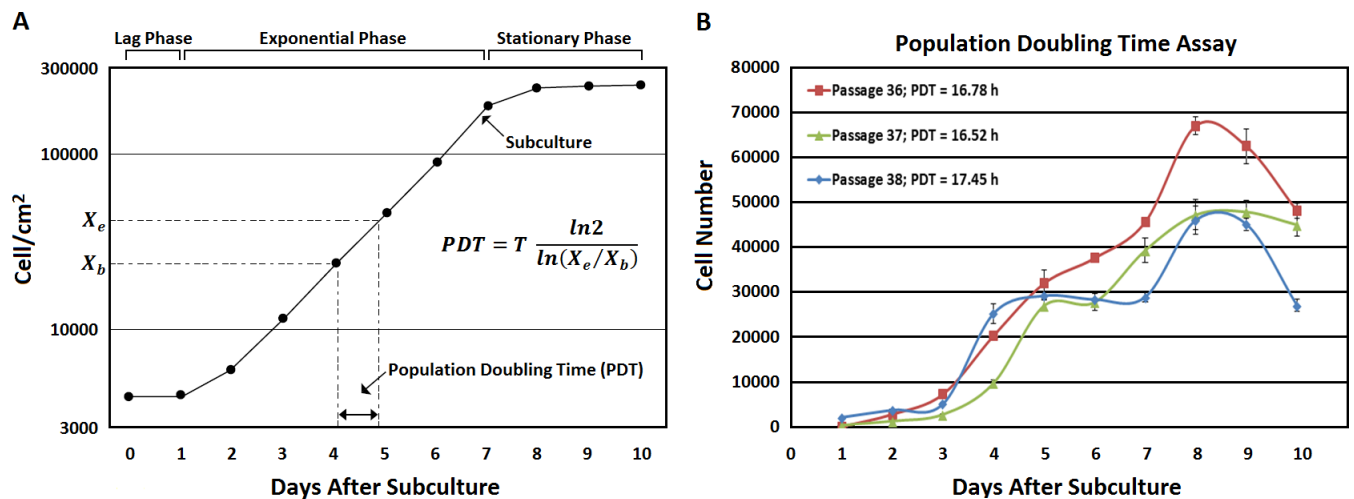 A
Lag Phase Exponential Phase Stationary Phase
300000
100000
10000
3000
Cell/cm²
Xₑ
X_b
Subculture
PDT = T ln2 / ln(Xₑ/X_b)
Population Doubling Time (PDT)
0 1 2 3 4 5 6 7 8 9 10
Days After Subculture
B
Population Doubling Time Assay
80000
70000
60000
50000
40000
30000
20000
10000
0
Cell Number
Passage 36; PDT = 16.78 h
Passage 37; PDT = 16.52 h
Passage 38; PDT = 17.45 h
0 1 2 3 4 5 6 7 8 9 10
Days After Subculture